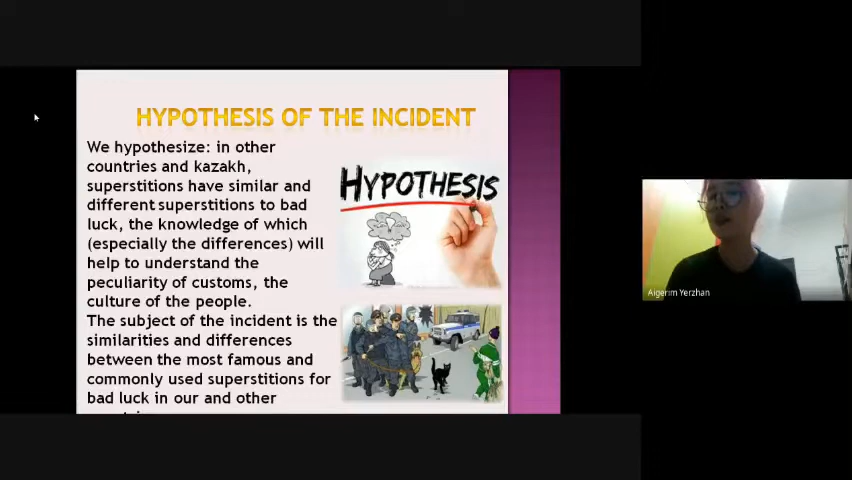 HYPOTHESIS OF THE INCIDENT
We hypothesize: in other
countries and kazakh,
superstitions have similar and
different superstitions to bad
luck, the knowledge of which
(especially the differences) will
help to understand the
peculiarity of customs, the
culture of the people.
The subject of the incident is the
similarities and differences
between the most famous and
commonly used superstitions for
bad luck in our and other
HYPOTHESIS
Aigerim Yerzhan